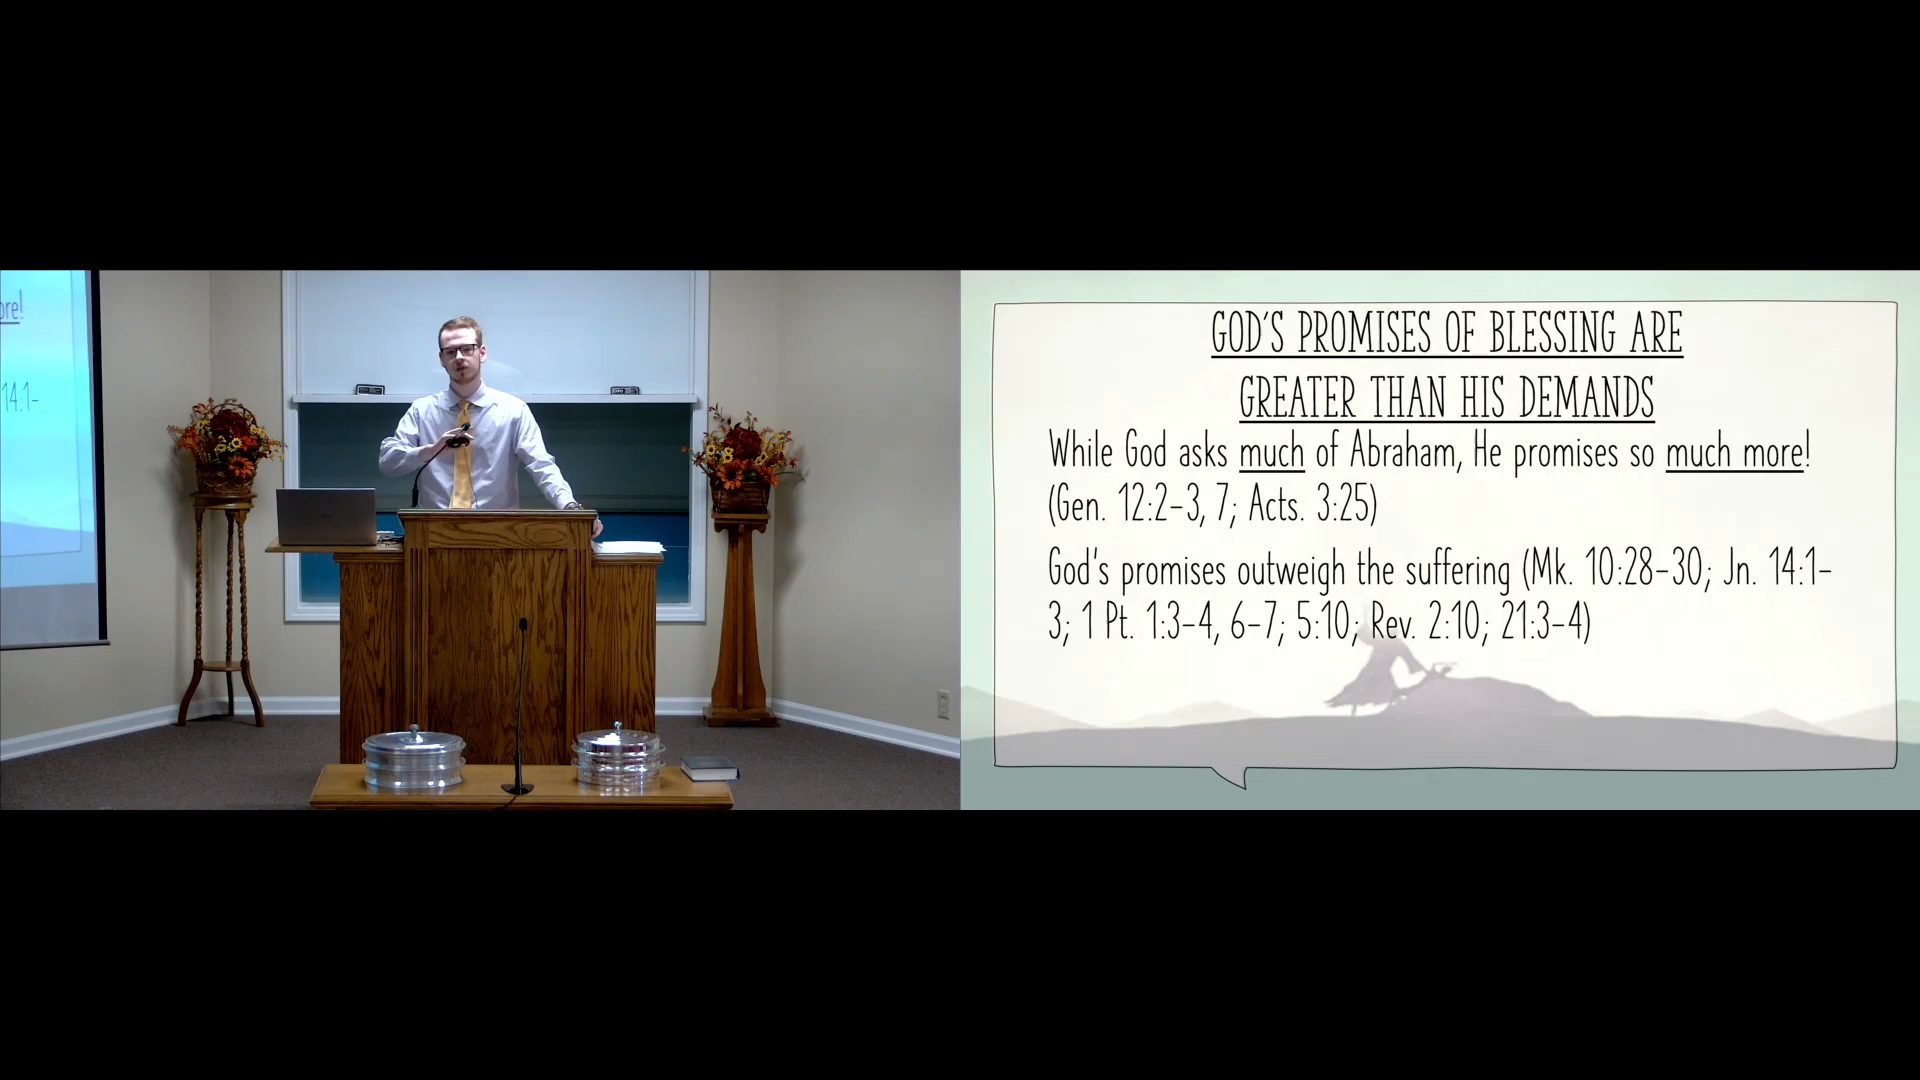 ore!
14:1-
GOD'S PROMISES OF BLESSING ARE
GREATER THAN HIS DEMANDS
While God asks much of Abraham, He promises so much more!
(Gen. 12:2-3, 7; Acts. 3:25)
God's promises outweigh the suffering (Mk. 10:28-30; Jn. 14:1-
3; 1 Pt. 1:3-4, 6-7; 5:10; Rev. 2:10; 21:3-4)